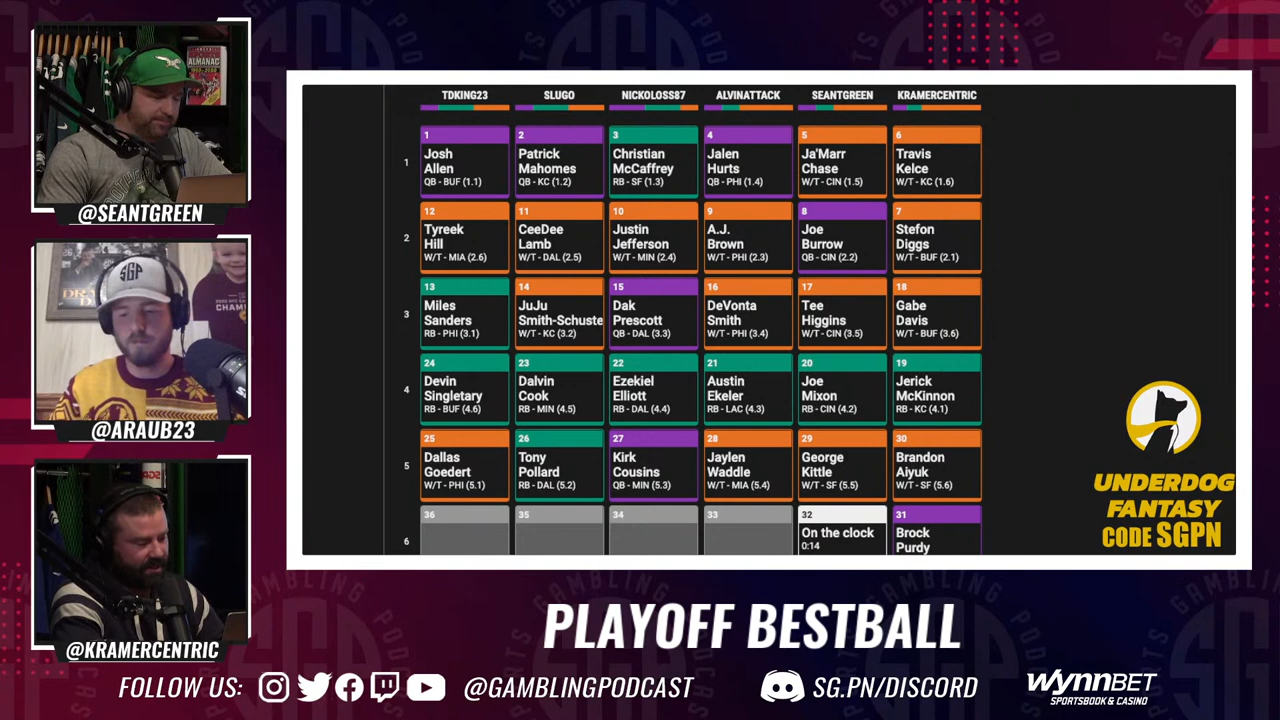 TDKING23
SLUGO
NICKOLOSS87
ALVINATTACK
SEANTGREEN
KRAMERCENTRIC
1
1
Josh
Allen
QB - BUF (1.1)
2
Patrick
Mahomes
QB - KC (1.2)
3
Christian
McCaffrey
RB - SF (1.3)
4
Jalen
Hurts
QB - PHI (1.4)
5
Ja'Marr
Chase
W/T - CIN (1.5)
6
Travis
Kelce
W/T - KC (1.6)
2
12
Tyreek
Hill
W/T - MIA (2.6)
11
CeeDee
Lamb
W/T - DAL (2.5)
10
Justin
Jefferson
W/T - MIN (2.4)
9
A.J.
Brown
W/T - PHI (2.3)
8
Joe
Burrow
QB - CIN (2.2)
7
Stefon
Diggs
W/T - BUF (2.1)
3
13
Miles
Sanders
RB - PHI (3.1)
14
JuJu
Smith-Schuste
W/T - KC (3.2)
15
Dak
Prescott
QB - DAL (3.3)
16
DeVonta
Smith
W/T - PHI (3.4)
17
Tee
Higgins
W/T - CIN (3.5)
18
Gabe
Davis
W/T - BUF (3.6)
4
24
Devin
Singletary
RB - BUF (4.6)
23
Dalvin
Cook
RB - MIN (4.5)
22
Ezekiel
Elliott
RB - DAL (4.4)
21
Austin
Ekeler
RB - LAC (4.3)
20
Joe
Mixon
RB - CIN (4.2)
19
Jerick
McKinnon
RB - KC (4.1)
5
25
Dallas
Goedert
W/T - PHI (5.1)
26
Tony
Pollard
RB - DAL (5.2)
27
Kirk
Cousins
QB - MIN (5.3)
28
Jaylen
Waddle
W/T - MIA (5.4)
29
George
Kittle
W/T - SF (5.5)
30
Brandon
Aiyuk
W/T - SF (5.6)
6
36
35
34
33
32
On the clock
0:14
31
Brock
Purdy
ALMANAC
@SEANTGREEN
SGP
@ARAUB23
@KRAMERCENTRIC
UNDERDOG
FANTASY
CODE SGPN
PLAYOFF BESTBALL
FOLLOW US:
@GAMBLINGPODCAST
SG.PN/DISCORD
WYNNBET
SPORTSBOOK & CASINO